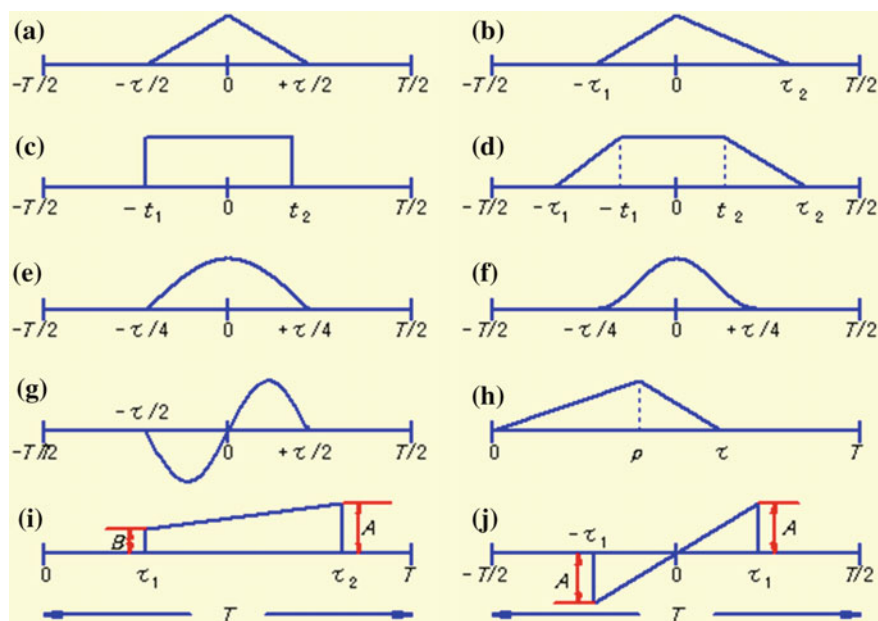 (a)
-T/2 -τ/2 0 +τ/2 T/2
(b)
-T/2 -τ₁ 0 τ₂ T/2
(c)
-T/2 -t₁ 0 t₂ T/2
(d)
-T/2 -τ₁ -t₁ 0 t₂ τ₂ T/2
(e)
-T/2 -τ/4 0 +τ/4 T/2
(f)
-T/2 -τ/4 0 +τ/4 T/2
(g)
-τ/2
-T/2 0 +τ/2 T/2
(h)
0 p τ T
(i)
B A
0 τ₁ τ₂ T
T
(j)
-τ₁ A
A
-T/2 0 τ₁ T/2
T